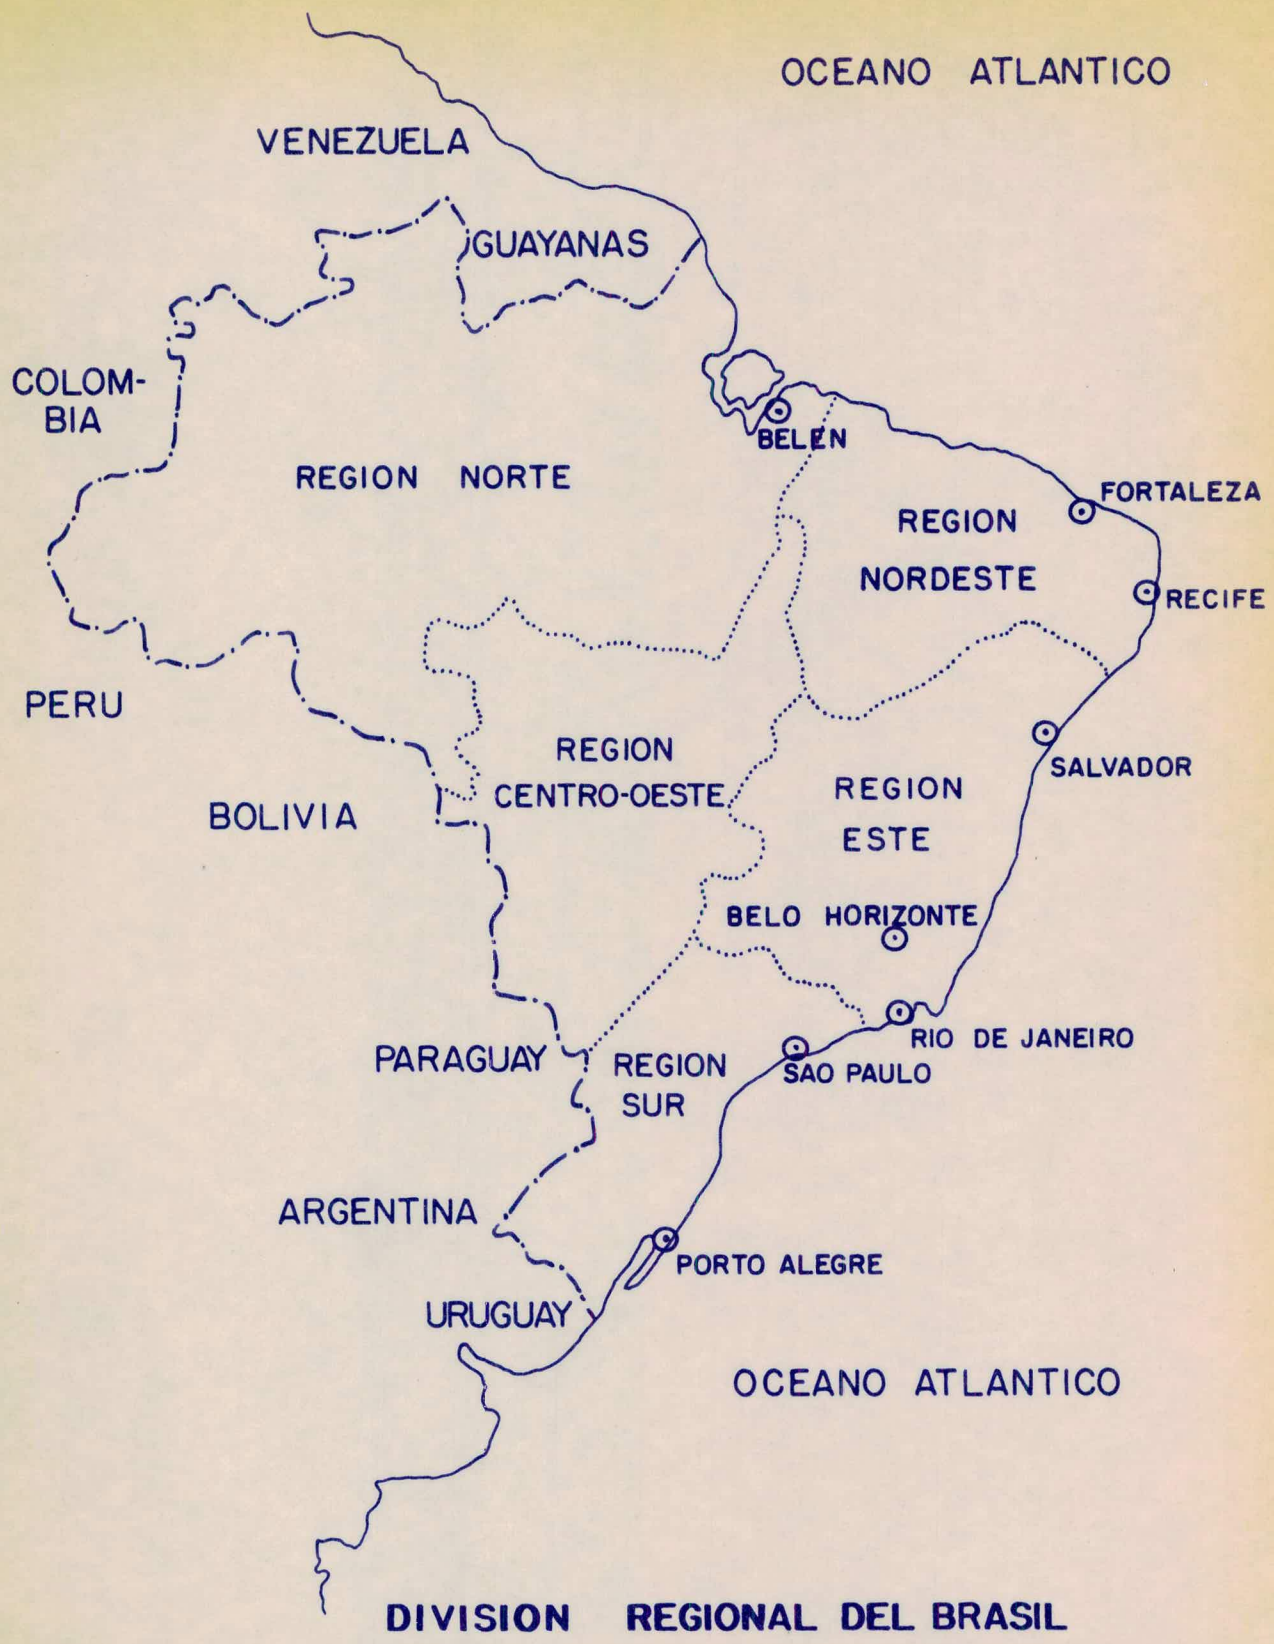 OCEANO ATLANTICO
VENEZUELA
GUAYANAS
COLOM-
BIA
BELEN
REGION NORTE
FORTALEZA
REGION
NORDESTE
RECIFE
PERU
REGION
CENTRO-OESTE
SALVADOR
BOLIVIA
REGION
ESTE
BELO HORIZONTE
RIO DE JANEIRO
PARAGUAY
REGION
SUR
SAO PAULO
ARGENTINA
PORTO ALEGRE
URUGUAY
OCEANO ATLANTICO
DIVISION REGIONAL DEL BRASIL